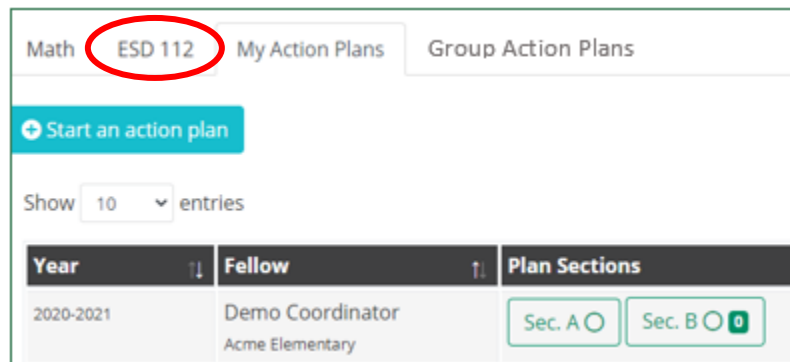 Math ESD 112 My Action Plans Group Action Plans
Start an action plan
Show 10 entries
Year Fellow Plan Sections
2020-2021 Demo Coordinator Sec. A Sec. B 0
Acme Elementary